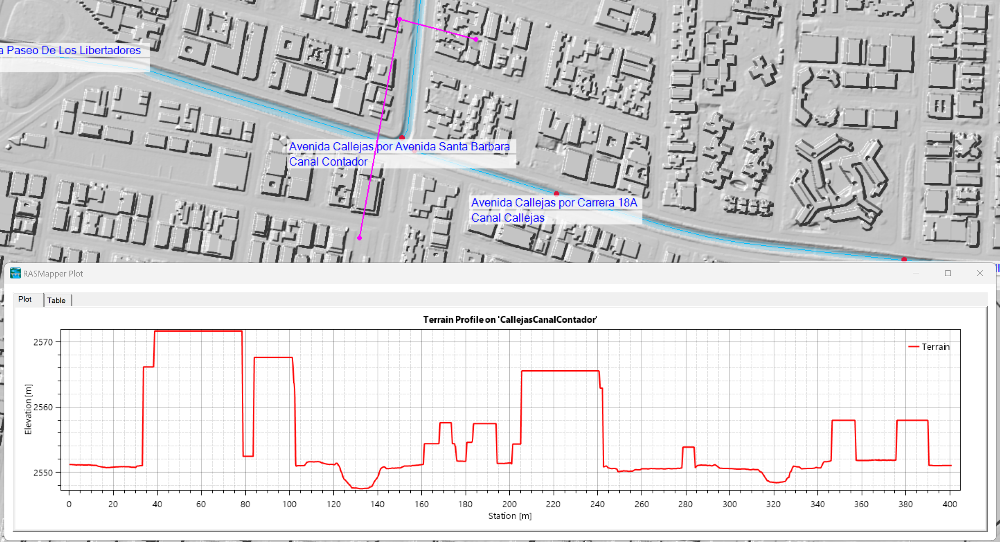 a Paseo De Los Libertadores
Avenida Callejas por Avenida Santa Barbara
Canal Contador
Avenida Callejas por Carrera 18A
Canal Callejas
RASMapper Plot
Plot
Table
Terrain Profile on 'CallejasCanalContador'
Terrain
Elevation [m]
2570
2560
2550
0 20 40 60 80 100 120 140 160 180 200 220 240 260 280 300 320 340 360 380 400
Station [m]